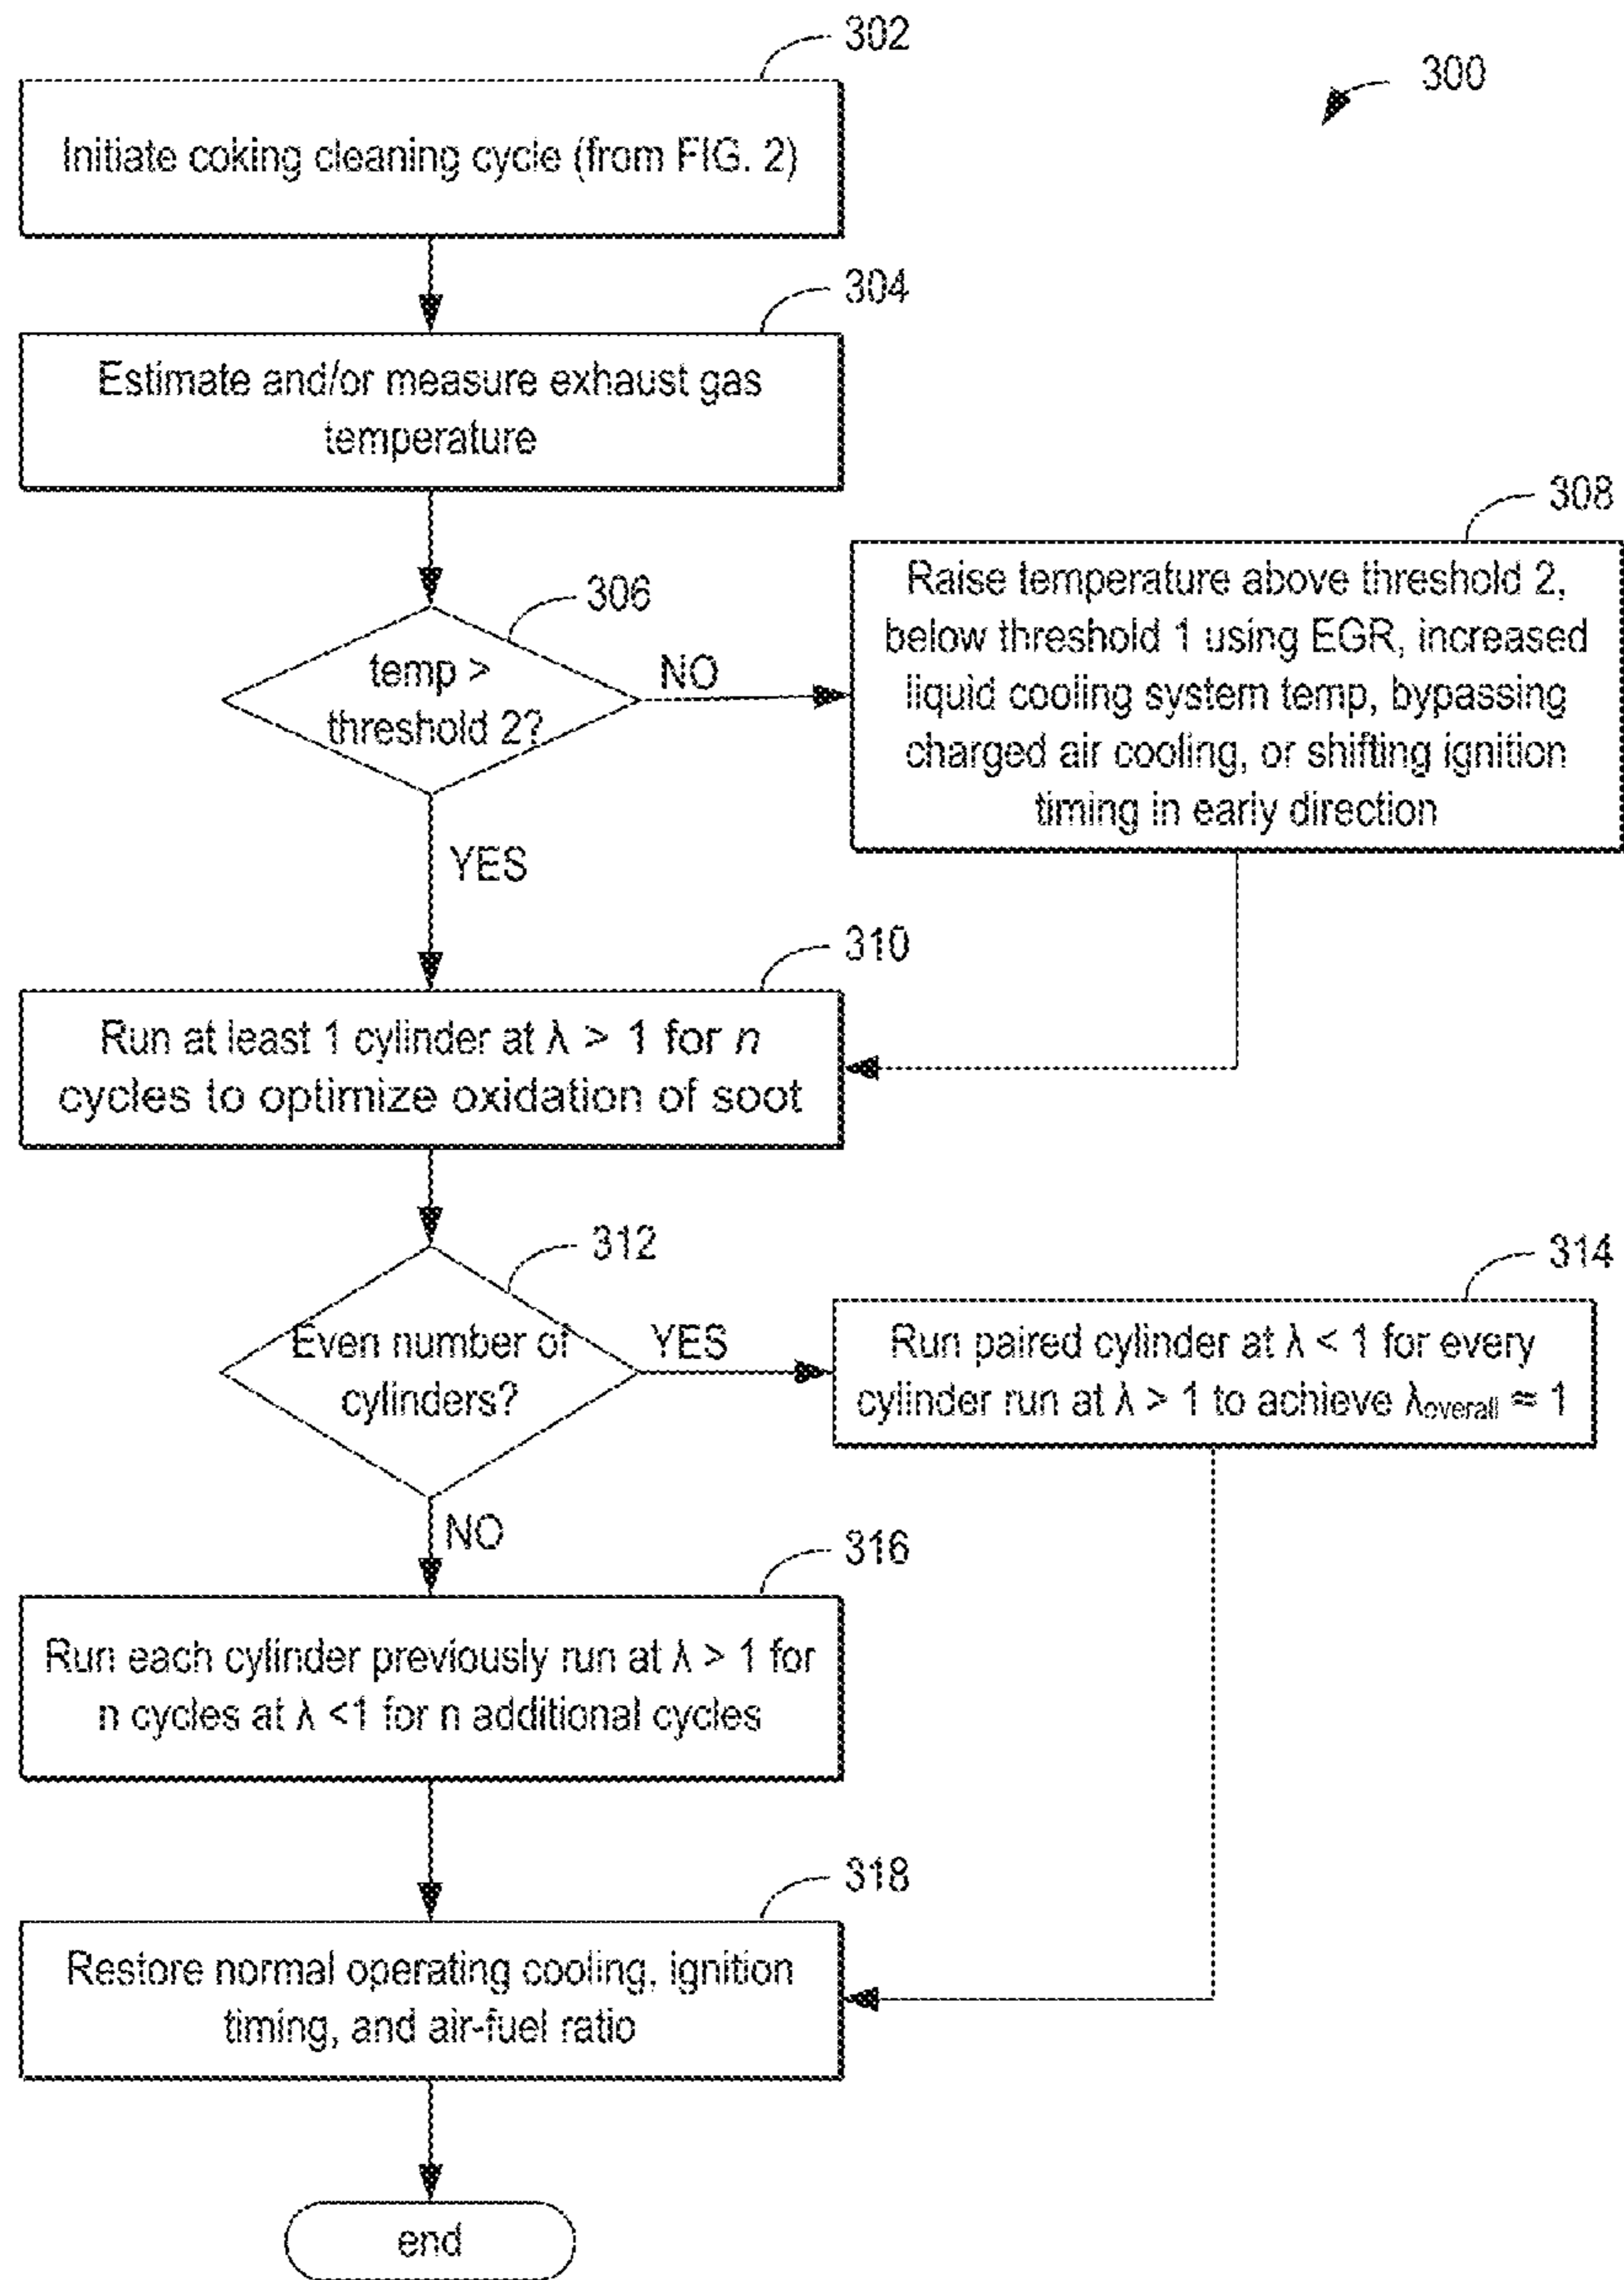 302
300
Initiate coking cleaning cycle (from FIG. 2)
304
Estimate and/or measure exhaust gas
temperature
308
Raise temperature above threshold 2,
below threshold 1 using EGR, increased
liquid cooling system temp, bypassing
charged air cooling, or shifting ignition
timing in early direction
306
temp >
threshold 2?
NO
YES
310
Run at least 1 cylinder at λ > 1 for n
cycles to optimize oxidation of soot
312
Even number of
cylinders?
YES
314
Run paired cylinder at λ < 1 for every
cylinder run at λ > 1 to achieve λoverall ≈ 1
NO
316
Run each cylinder previously run at λ > 1 for
n cycles at λ <1 for n additional cycles
318
Restore normal operating cooling, ignition
timing, and air-fuel ratio
end